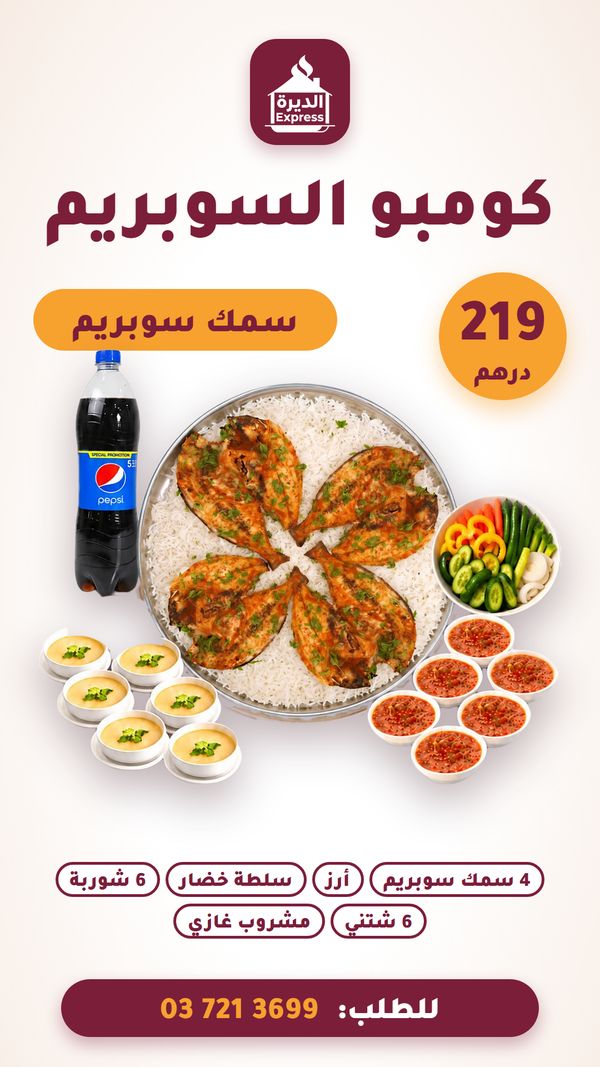 الديرة
Express
كومبو السوبريم
219
درهم
سمك سوبريم
SPECIAL PROMOTION
pepsi
4 سمك سوبريم
أرز
سلطة خضار
6 شوربة
6 شتني
مشروب غازي
للطلب: 03 721 3699